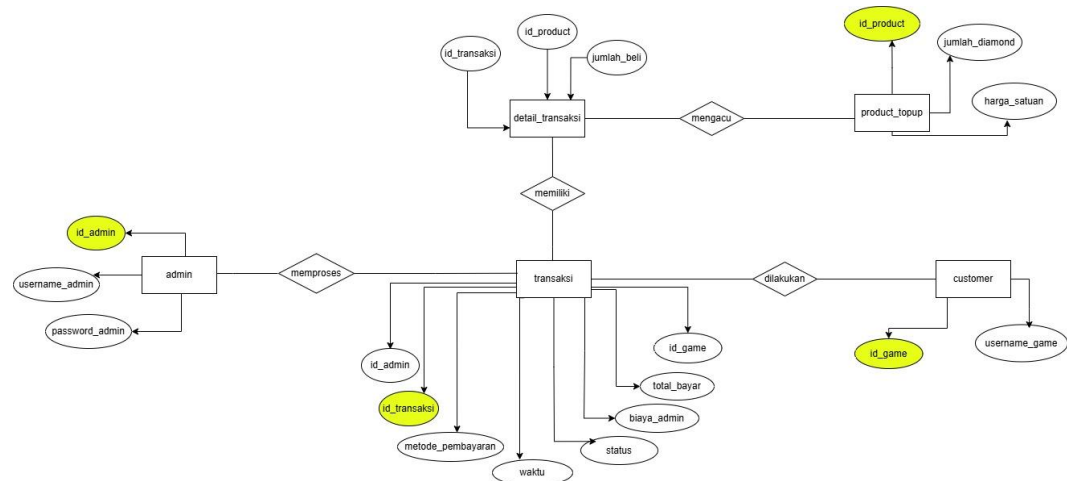 id_product
id_product
id_transaksi
jumlah_diamond
jumlah_beli
harga_satuan
detail_transaksi
mengacu
product_topup
memiliki
id_admin
admin
memproses
transaksi
dilakukan
customer
username_admin
password_admin
id_admin
id_game
id_game
username_game
id_transaksi
total_bayar
biaya_admin
metode_pembayaran
status
waktu